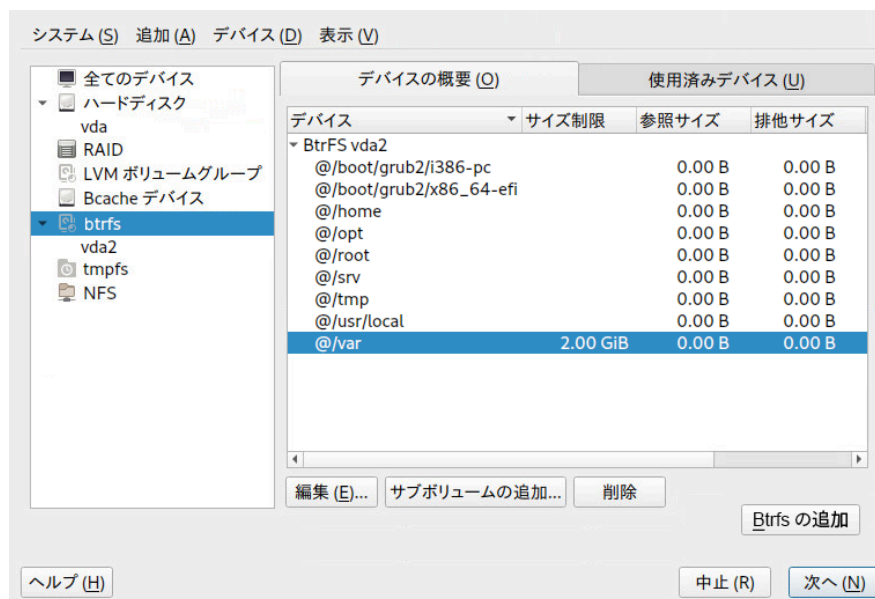 システム(S) 追加(A) デバイス(D) 表示(V)
全てのデバイス
ハードディスク
vda
RAID
LVM ボリュームグループ
Bcache デバイス
btrfs
vda2
tmpfs
NFS
デバイスの概要(O) 使用済みデバイス(U)
デバイス サイズ制限 参照サイズ 排他サイズ
BtrFS vda2
@/boot/grub2/i386-pc 0.00 B 0.00 B
@/boot/grub2/x86_64-efi 0.00 B 0.00 B
@/home 0.00 B 0.00 B
@/opt 0.00 B 0.00 B
@/root 0.00 B 0.00 B
@/srv 0.00 B 0.00 B
@/tmp 0.00 B 0.00 B
@/usr/local 0.00 B 0.00 B
@/var 2.00 GiB 0.00 B 0.00 B
編集(E)... サブボリュームの追加... 削除
Btrfs の追加
ヘルプ(H) 中止(R) 次へ(N)